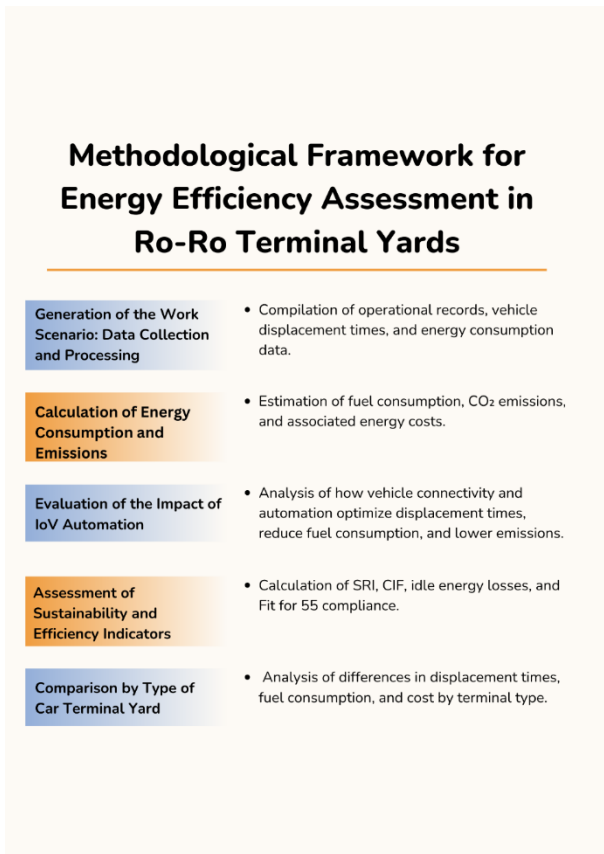 Methodological Framework for
Energy Efficiency Assessment in
Ro-Ro Terminal Yards
Generation of the Work
Scenario: Data Collection
and Processing
• Compilation of operational records, vehicle
displacement times, and energy consumption
data.
Calculation of Energy
Consumption and
Emissions
• Estimation of fuel consumption, CO₂ emissions,
and associated energy costs.
Evaluation of the Impact of
IoV Automation
• Analysis of how vehicle connectivity and
automation optimize displacement times,
reduce fuel consumption, and lower emissions.
Assessment of
Sustainability and
Efficiency Indicators
• Calculation of SRI, CIF, idle energy losses, and
Fit for 55 compliance.
Comparison by Type of
Car Terminal Yard
• Analysis of differences in displacement times,
fuel consumption, and cost by terminal type.